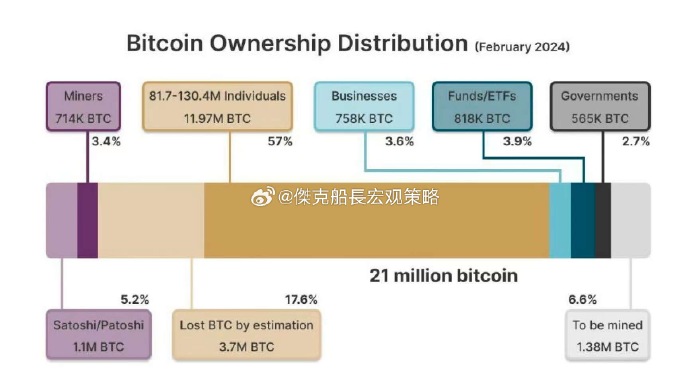 Bitcoin Ownership Distribution (February 2024)
Miners
714K BTC
3.4%
81.7-130.4M Individuals
11.97M BTC
57%
Businesses
758K BTC
3.6%
Funds/ETFs
818K BTC
3.9%
Governments
565K BTC
2.7%
@傑克船長宏观策略
21 million bitcoin
5.2%
Satoshi/Patoshi
1.1M BTC
17.6%
Lost BTC by estimation
3.7M BTC
6.6%
To be mined
1.38M BTC